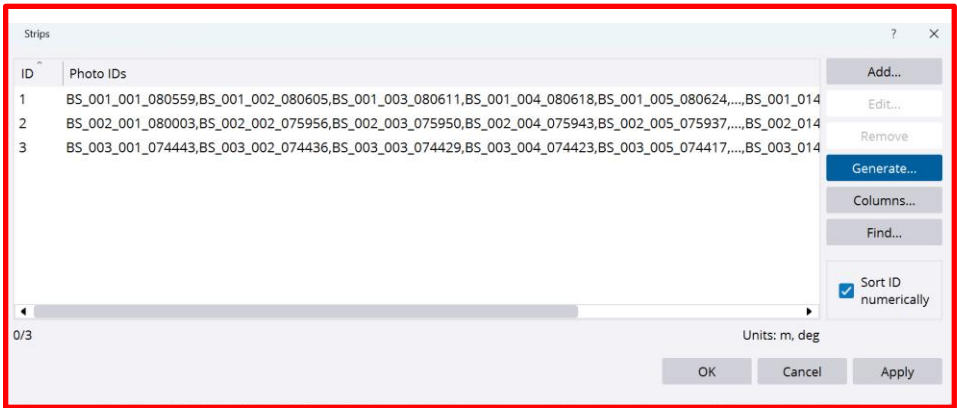 Strips ? ×
ID Photo IDs
1 BS_001_001_080559,BS_001_002_080605,BS_001_003_080611,BS_001_004_080618,BS_001_005_080624,...,BS_001_014
2 BS_002_001_080003,BS_002_002_075956,BS_002_003_075950,BS_002_004_075943,BS_002_005_075937,...,BS_002_014
3 BS_003_001_074443,BS_003_002_074436,BS_003_003_074429,BS_003_004_074423,BS_003_005_074417,...,BS_003_014
Add...
Edit...
Remove
Generate...
Columns...
Find...
Sort ID
numerically
0/3 Units: m, deg
OK Cancel Apply